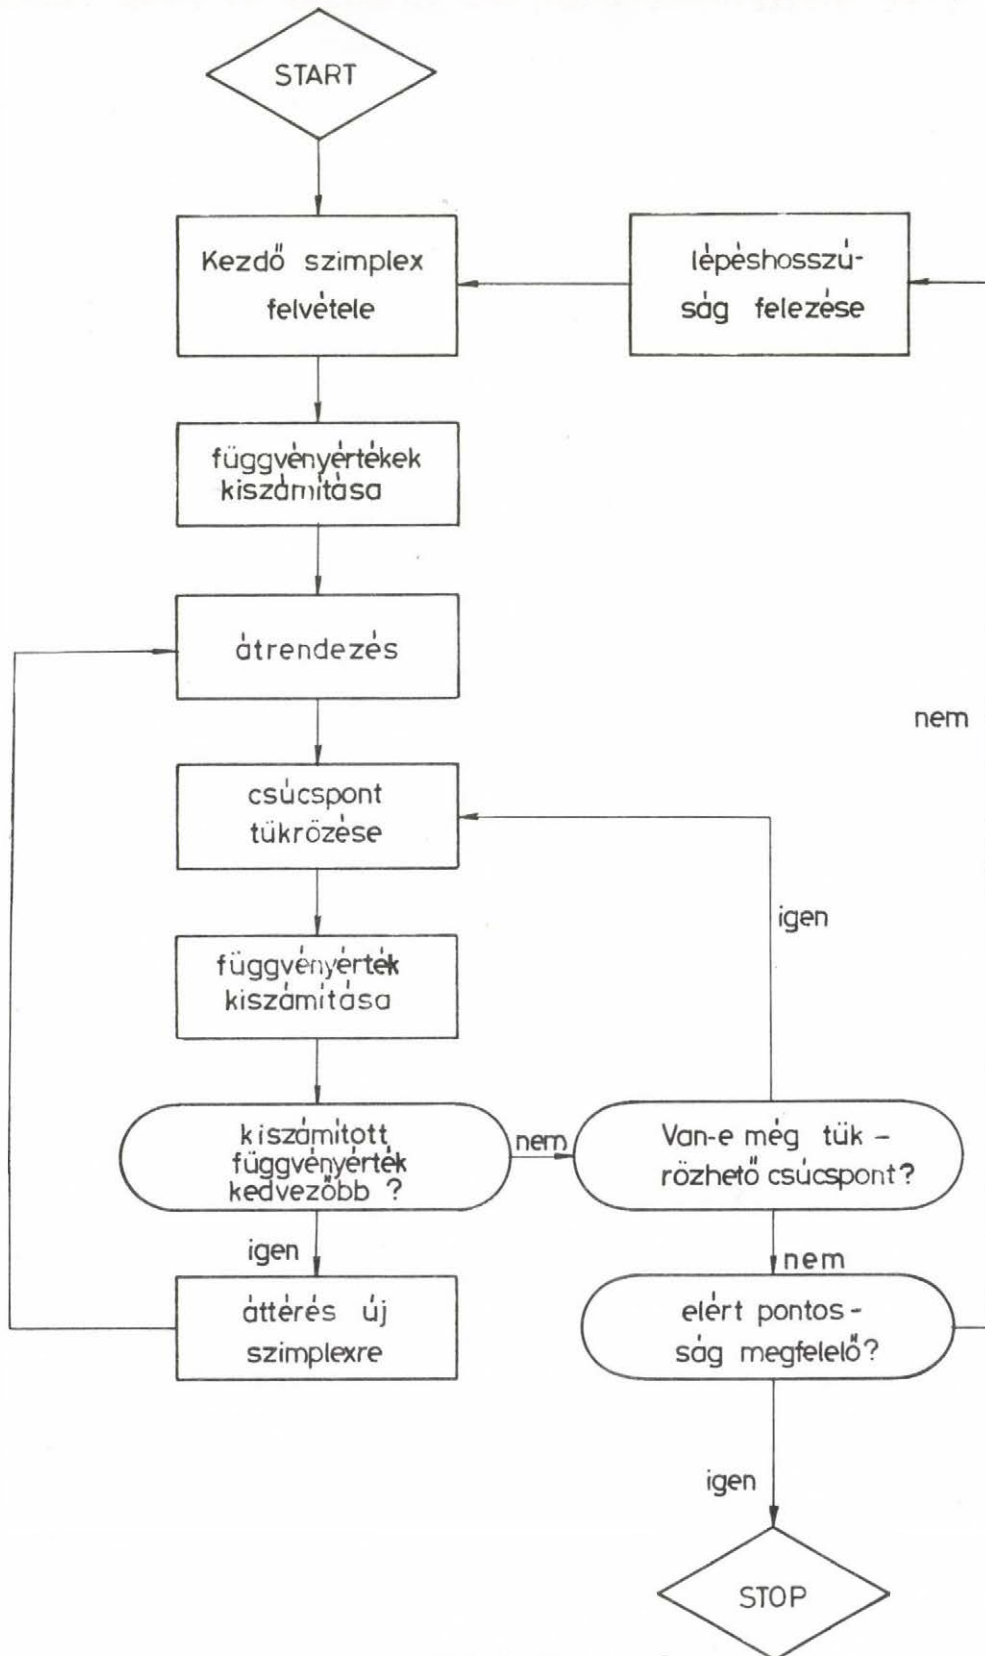 START
Kezdő szimplex
felvétele
lépéshosszú-
ság felezése
függvényértékek
kiszámítása
átrendezés
nem
csúcspont
tükrözése
igen
függvényérték
kiszámítása
kiszámított
függvényérték
kedvezőbb ?
nem
Van-e még tük –
rözhető csúcspont?
igen
nem
áttérés új
szimplexre
elért pontos –
ság megfelelő?
igen
STOP